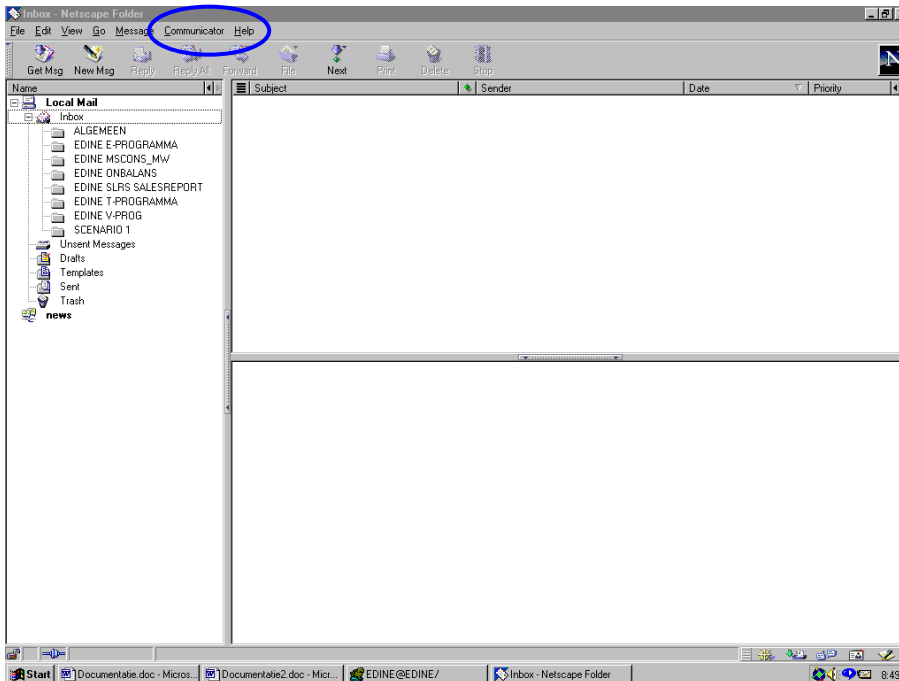 Inbox - Netscape Folder
File Edit View Go Message Communicator Help
Get Msg New Msg Reply Reply All Forward File Next Print Delete Stop
N
Name Subject Sender Date Priority
Local Mail
Inbox
ALGEMEEN
EDINE E-PROGRAMMA
EDINE MSCONS_MW
EDINE ONBALANS
EDINE SLRS SALESREPORT
EDINE T-PROGRAMMA
EDINE V-PROG
SCENARIO 1
Unsent Messages
Drafts
Templates
Sent
Trash
news
Start Documentatie.doc - Micros... Documentatie2.doc - Micr... EDINE@EDINE/ Inbox - Netscape Folder 8:49